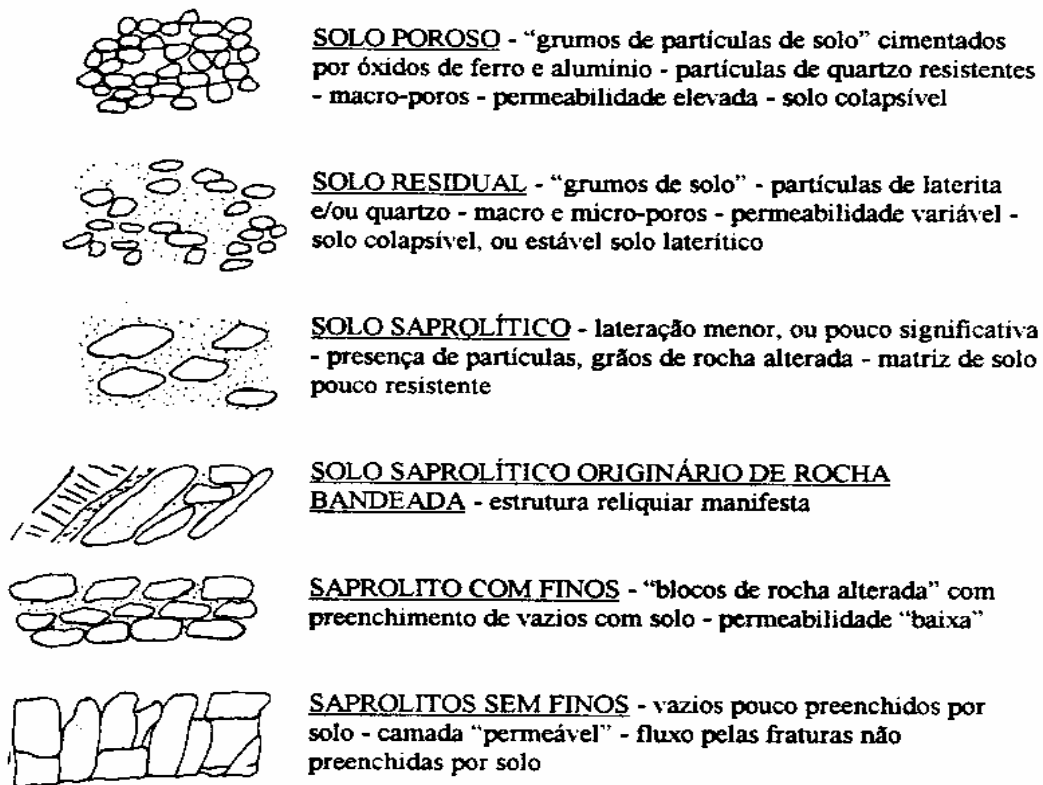 SOLO POROSO - “grumos de partículas de solo” cimentados
por óxidos de ferro e alumínio - partículas de quartzo resistentes
- macro-poros - permeabilidade elevada - solo colapsível
SOLO RESIDUAL - “grumos de solo” - partículas de laterita
e/ou quartzo - macro e micro-poros - permeabilidade variável -
solo colapsível, ou estável solo laterítico
SOLO SAPROLÍTICO - lateração menor, ou pouco significativa
- presença de partículas, grãos de rocha alterada - matriz de solo
pouco resistente
SOLO SAPROLÍTICO ORIGINÁRIO DE ROCHA
BANDEADA - estrutura reliquiar manifesta
SAPROLITO COM FINOS - “blocos de rocha alterada” com
preenchimento de vazios com solo - permeabilidade “baixa”
SAPROLITOS SEM FINOS - vazios pouco preenchidos por
solo - camada “permeável” - fluxo pelas fraturas não
preenchidas por solo